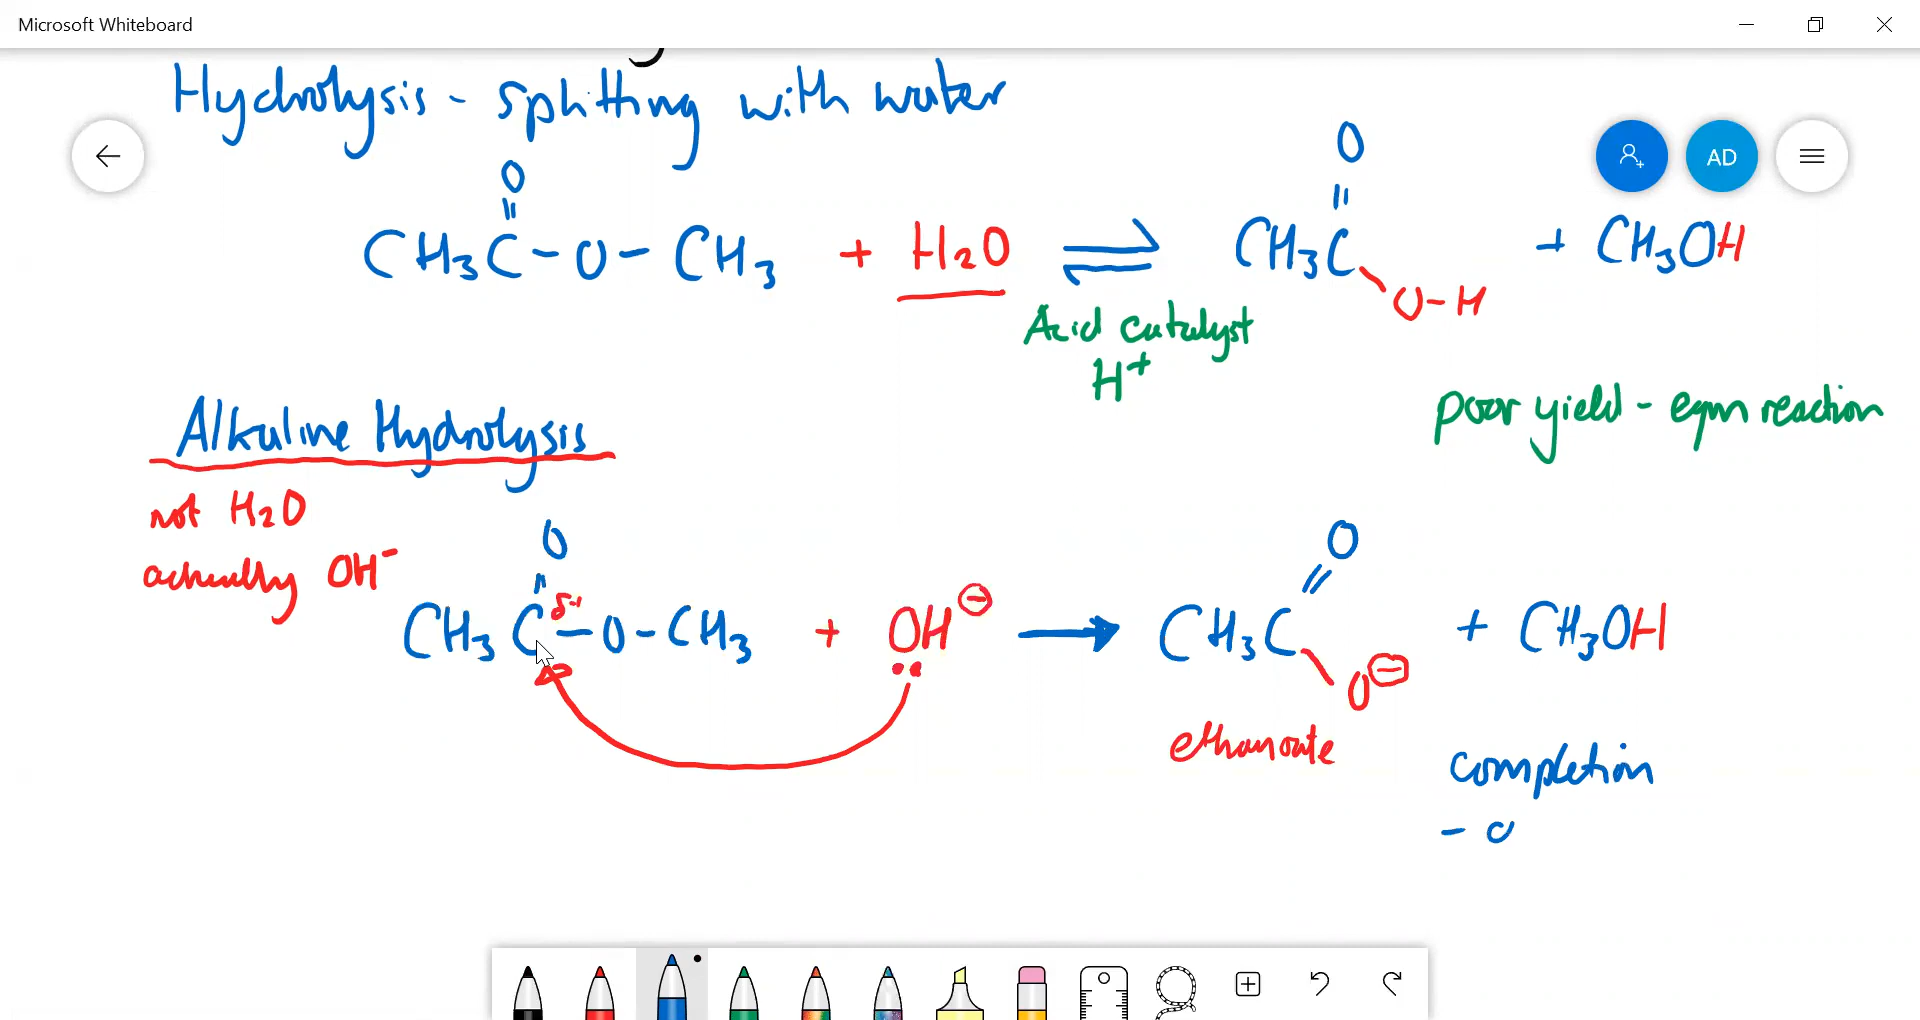 Microsoft Whiteboard
Hydrolysis - splitting with water
O
CH₃C-O-CH₃ + H₂O ⇌ CH₃C + CH₃OH
O
O-H
Acid catalyst
H⁺
poor yield - eqm reaction
AD
Alkaline Hydrolysis
not H₂O
actually OH⁻
O
CH₃C-O-CH₃ + OH⊖ → CH₃C + CH₃OH
δ+
O
O⊖
ethanoate
completion
- o